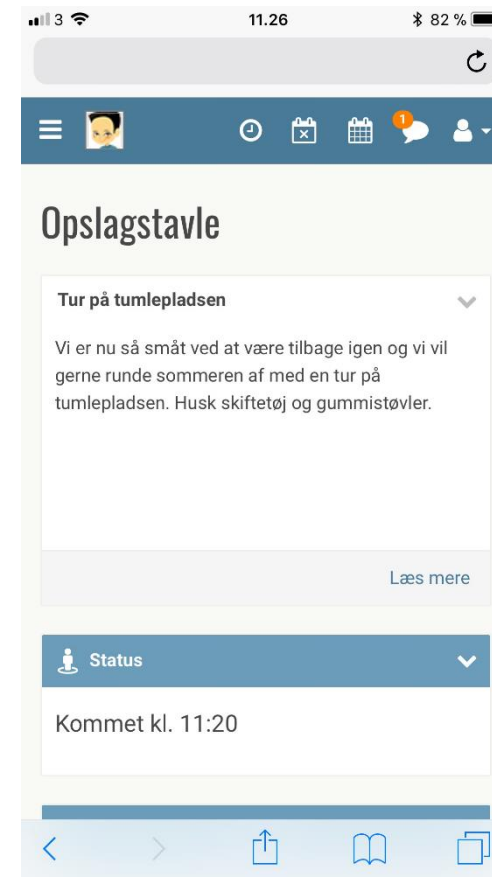 3 11.26 82 %
1
Opslagstavle
Tur på tumlepladsen
Vi er nu så småt ved at være tilbage igen og vi vil
gerne runde sommeren af med en tur på
tumlepladsen. Husk skiftetøj og gummistøvler.
Læs mere
Status
Kommet kl. 11:20